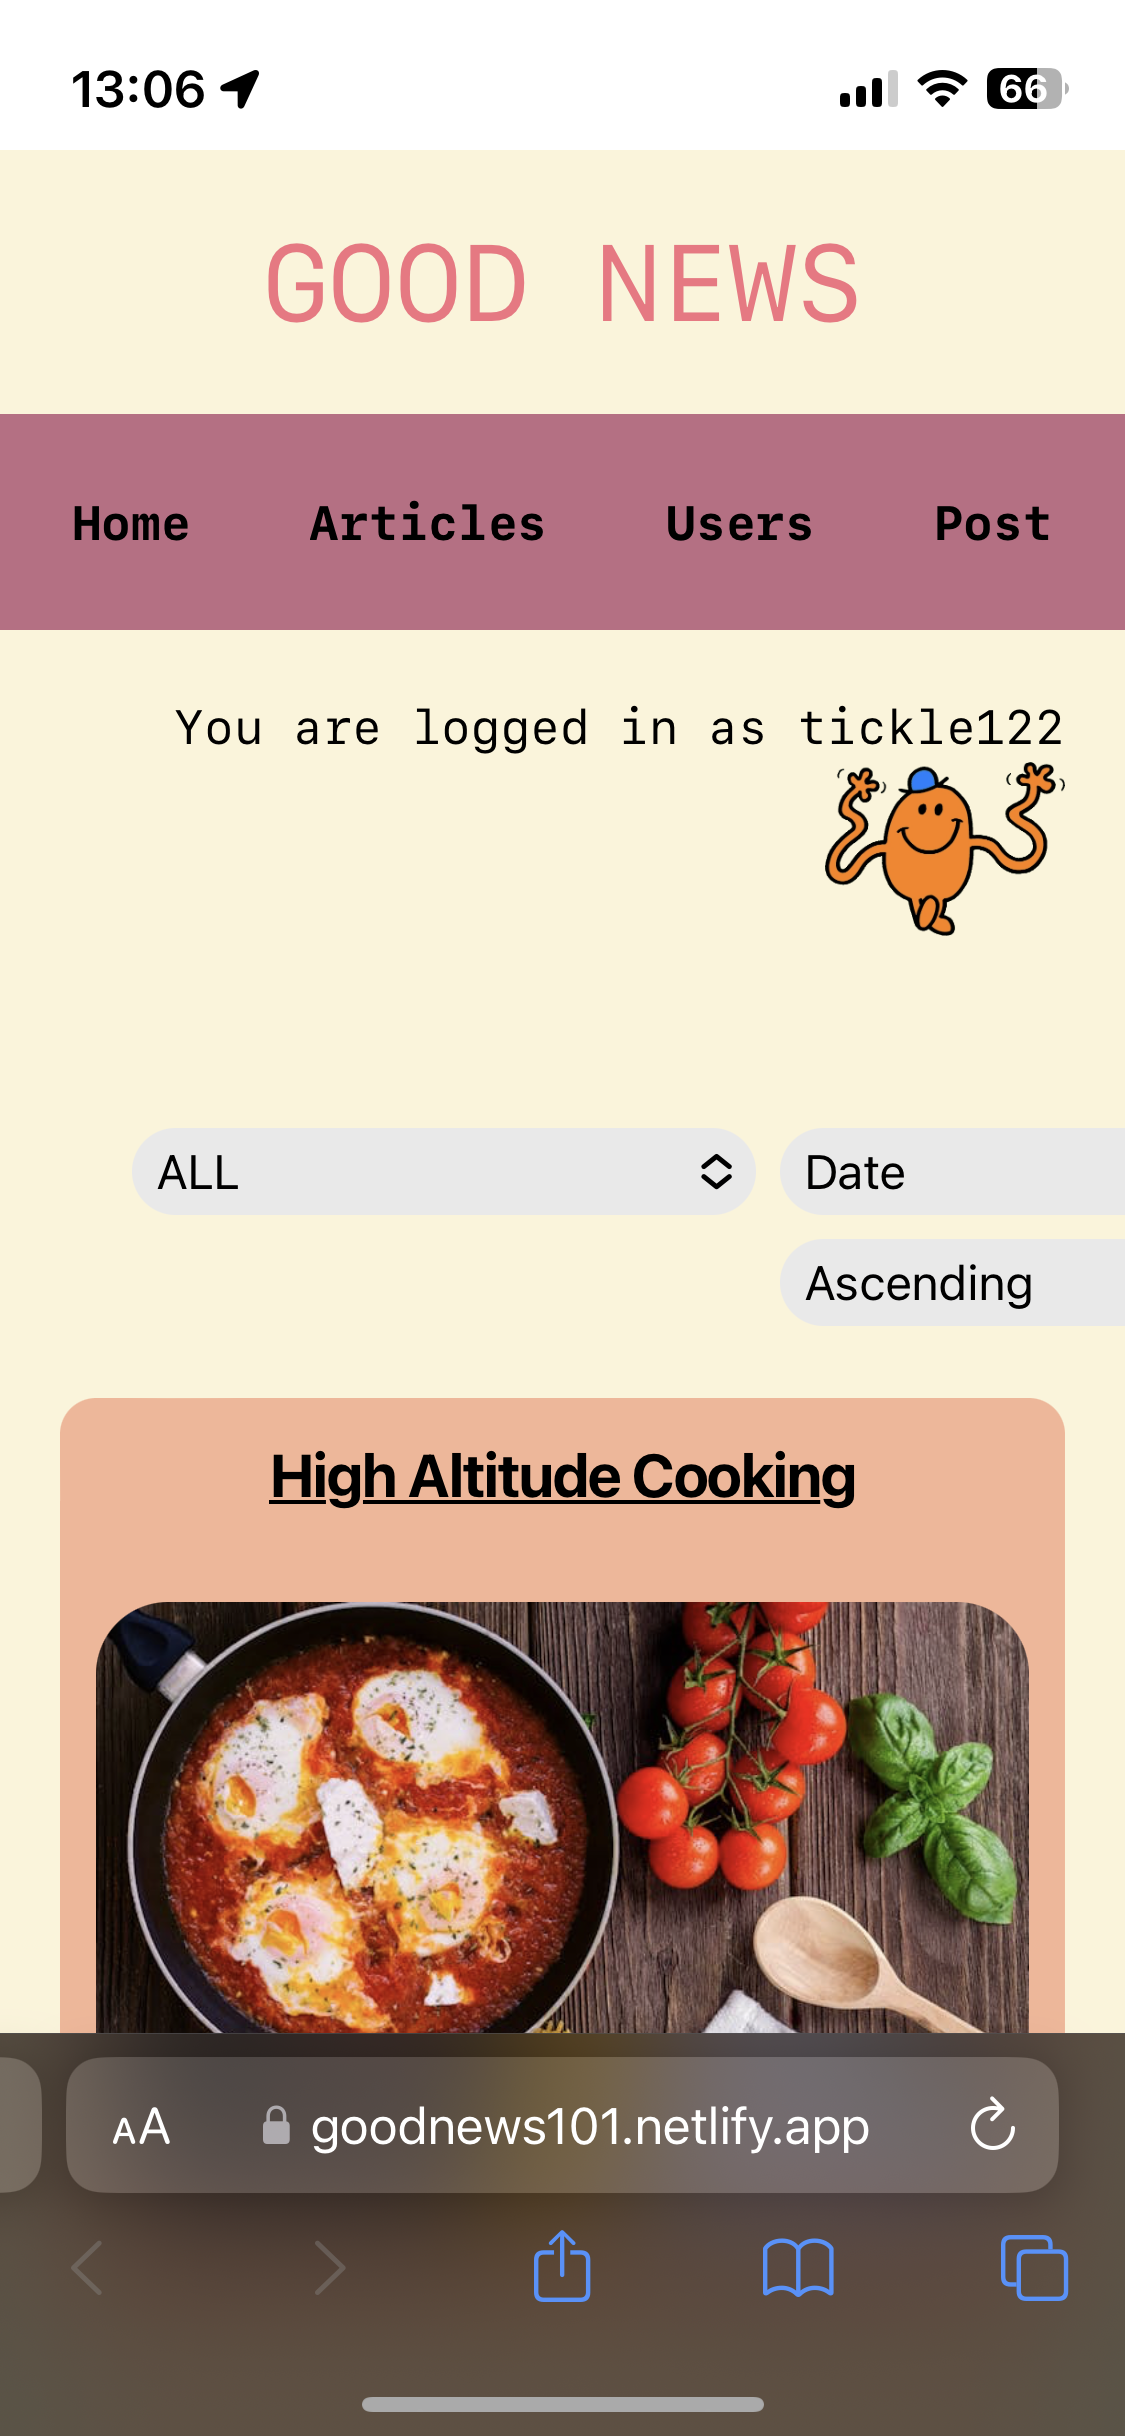 13:06
66
GOOD NEWS
Home Articles Users Post
You are logged in as tickle122
ALL
Date
Ascending
High Altitude Cooking
AA goodnews101.netlify.app